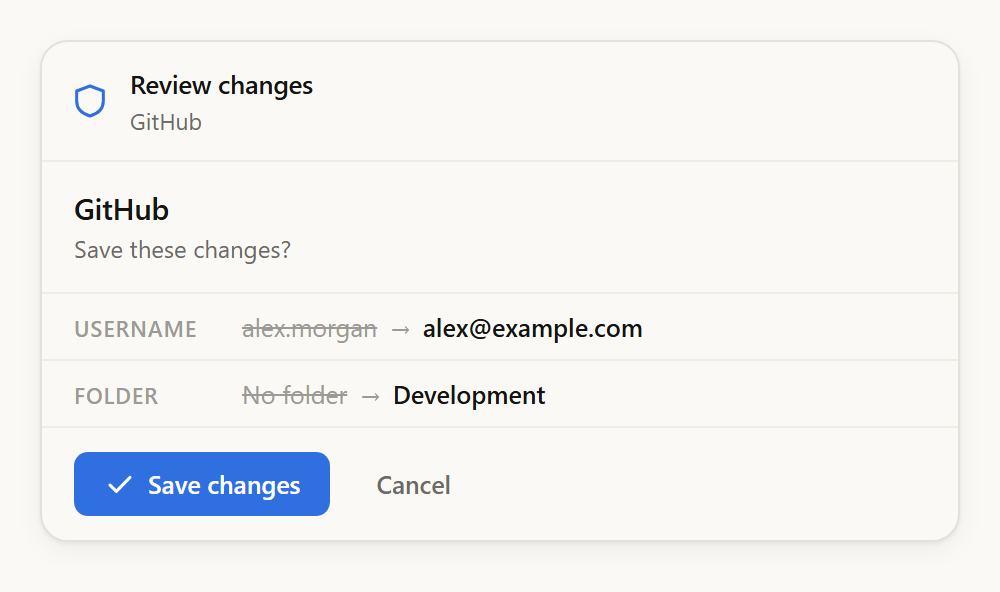 Review changes
GitHub
GitHub
Save these changes?
USERNAME alex.morgan → alex@example.com
FOLDER No folder → Development
Save changes Cancel